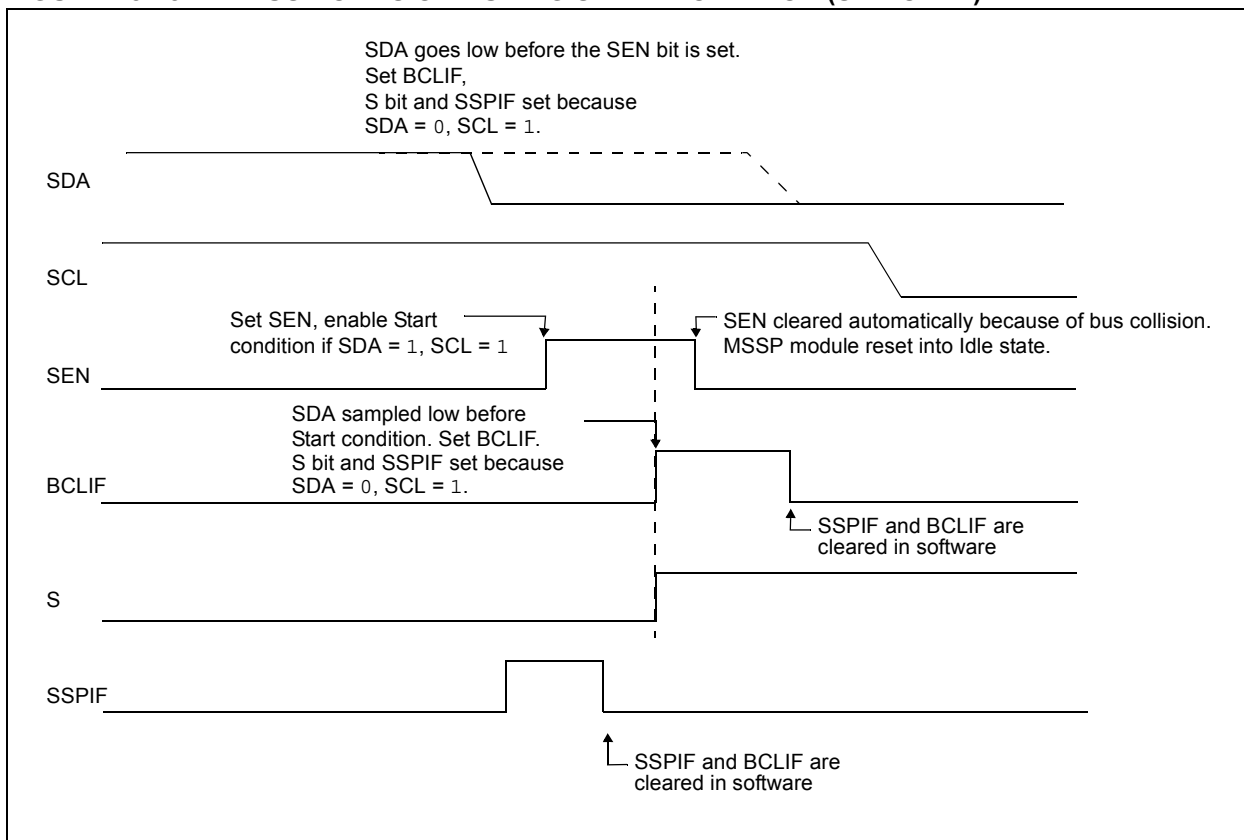 SDA goes low before the SEN bit is set.
Set BCLIF,
S bit and SSPIF set because
SDA = 0, SCL = 1.
SDA
SCL
Set SEN, enable Start
condition if SDA = 1, SCL = 1
SEN cleared automatically because of bus collision.
MSSP module reset into Idle state.
SEN
SDA sampled low before
Start condition. Set BCLIF.
S bit and SSPIF set because
SDA = 0, SCL = 1.
BCLIF
SSPIF and BCLIF are
cleared in software
S
SSPIF
SSPIF and BCLIF are
cleared in software